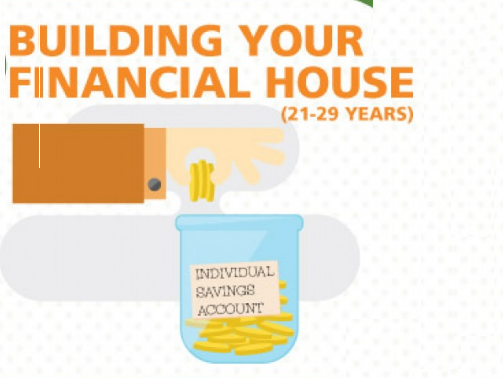 BUILDING YOUR
FINANCIAL HOUSE
(21-29 YEARS)
INDIVIDUAL
SAVINGS
ACCOUNT